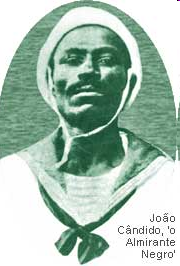 João
Cândido, 'o
Almirante
Negro'